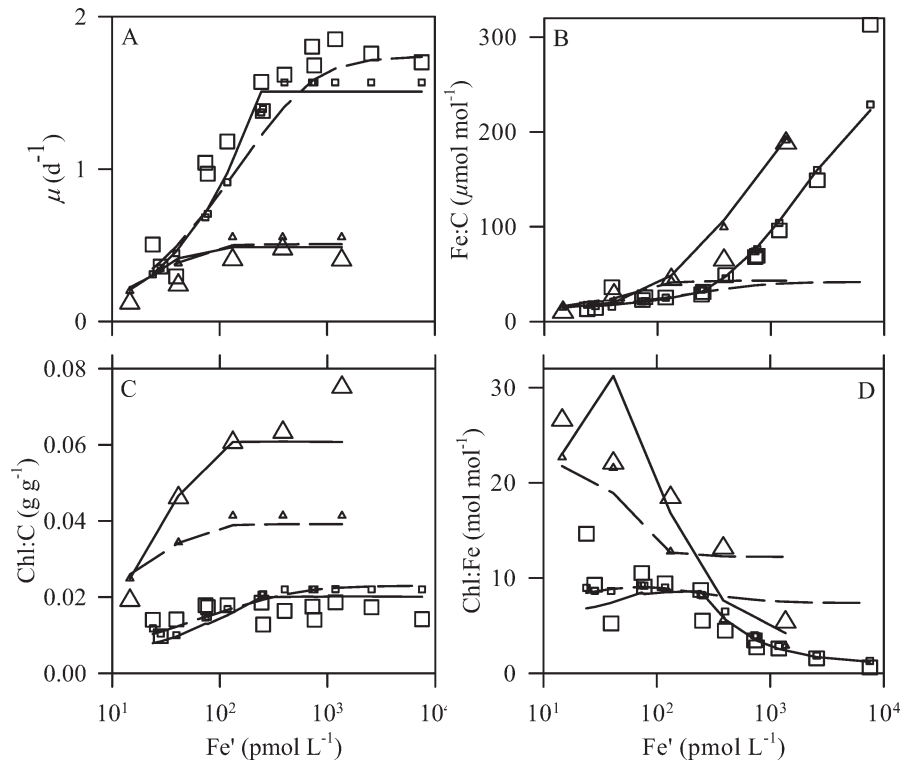 A
2
1
0
μ (d-1)
B
300
200
100
0
Fe:C (μmol mol-1)
C
0.08
0.06
0.04
0.02
0.00
Chl:C (g g-1)
10¹ 10² 10³ 10⁴
Fe' (pmol L-1)
D
30
20
10
0
Chl:Fe (mol mol-1)
10¹ 10² 10³ 10⁴
Fe' (pmol L-1)